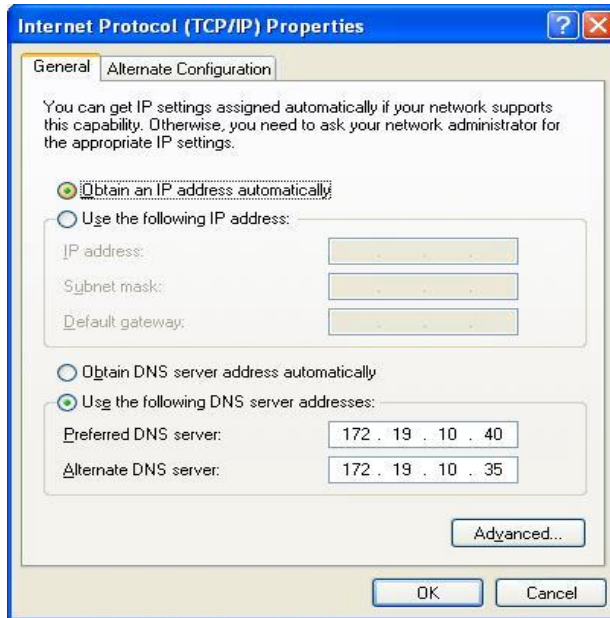 Internet Protocol (TCP/IP) Properties
General
Alternate Configuration
You can get IP settings assigned automatically if your network supports
this capability. Otherwise, you need to ask your network administrator for
the appropriate IP settings.
Obtain an IP address automatically
Use the following IP address:
IP address:
Subnet mask:
Default gateway:
Obtain DNS server address automatically
Use the following DNS server addresses:
Preferred DNS server: 172 . 19 . 10 . 40
Alternate DNS server: 172 . 19 . 10 . 35
Advanced...
OK
Cancel